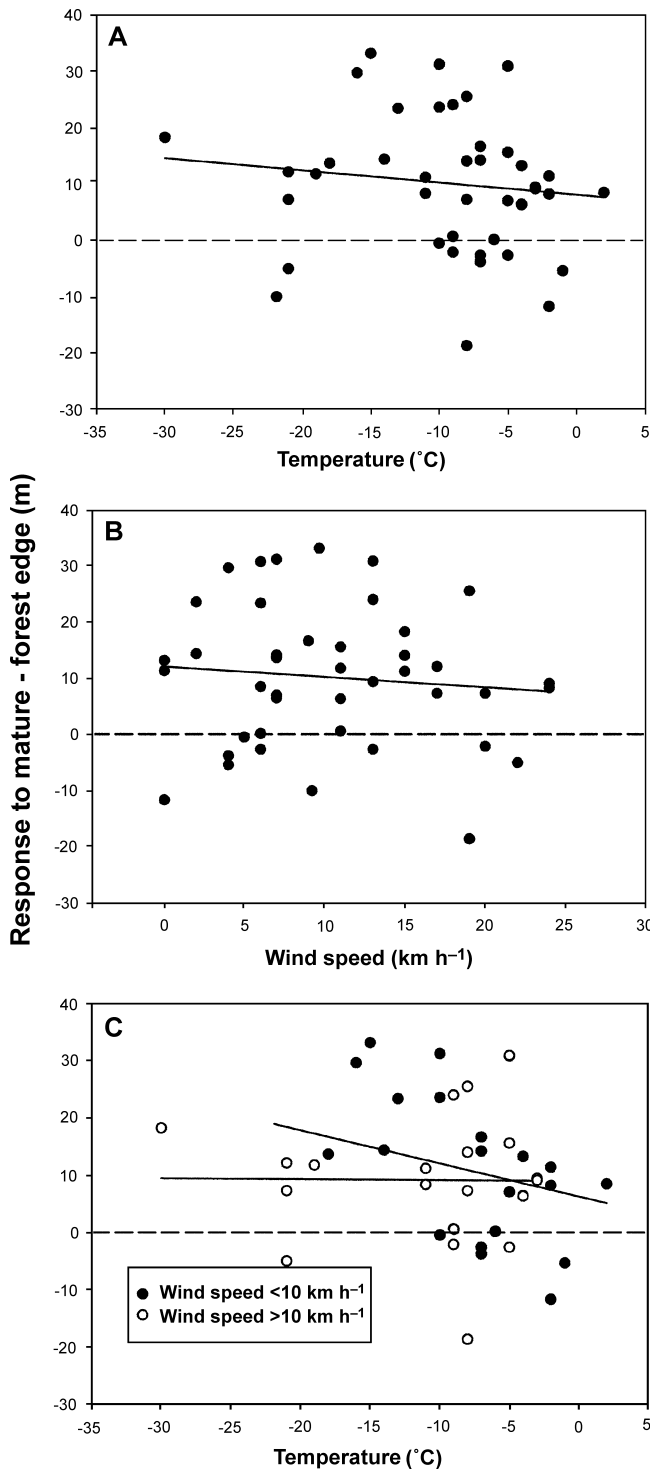 A
40
30
20
10
0
-10
-20
-30
-35 -30 -25 -20 -15 -10 -5 0 5
Temperature (˚C)
Response to mature - forest edge (m)
B
40
30
20
10
0
-10
-20
-30
0 5 10 15 20 25 30
Wind speed (km h–1)
C
40
30
20
10
0
-10
-20
-30
Wind speed <10 km h–1
Wind speed >10 km h–1
-35 -30 -25 -20 -15 -10 -5 0 5
Temperature (˚C)